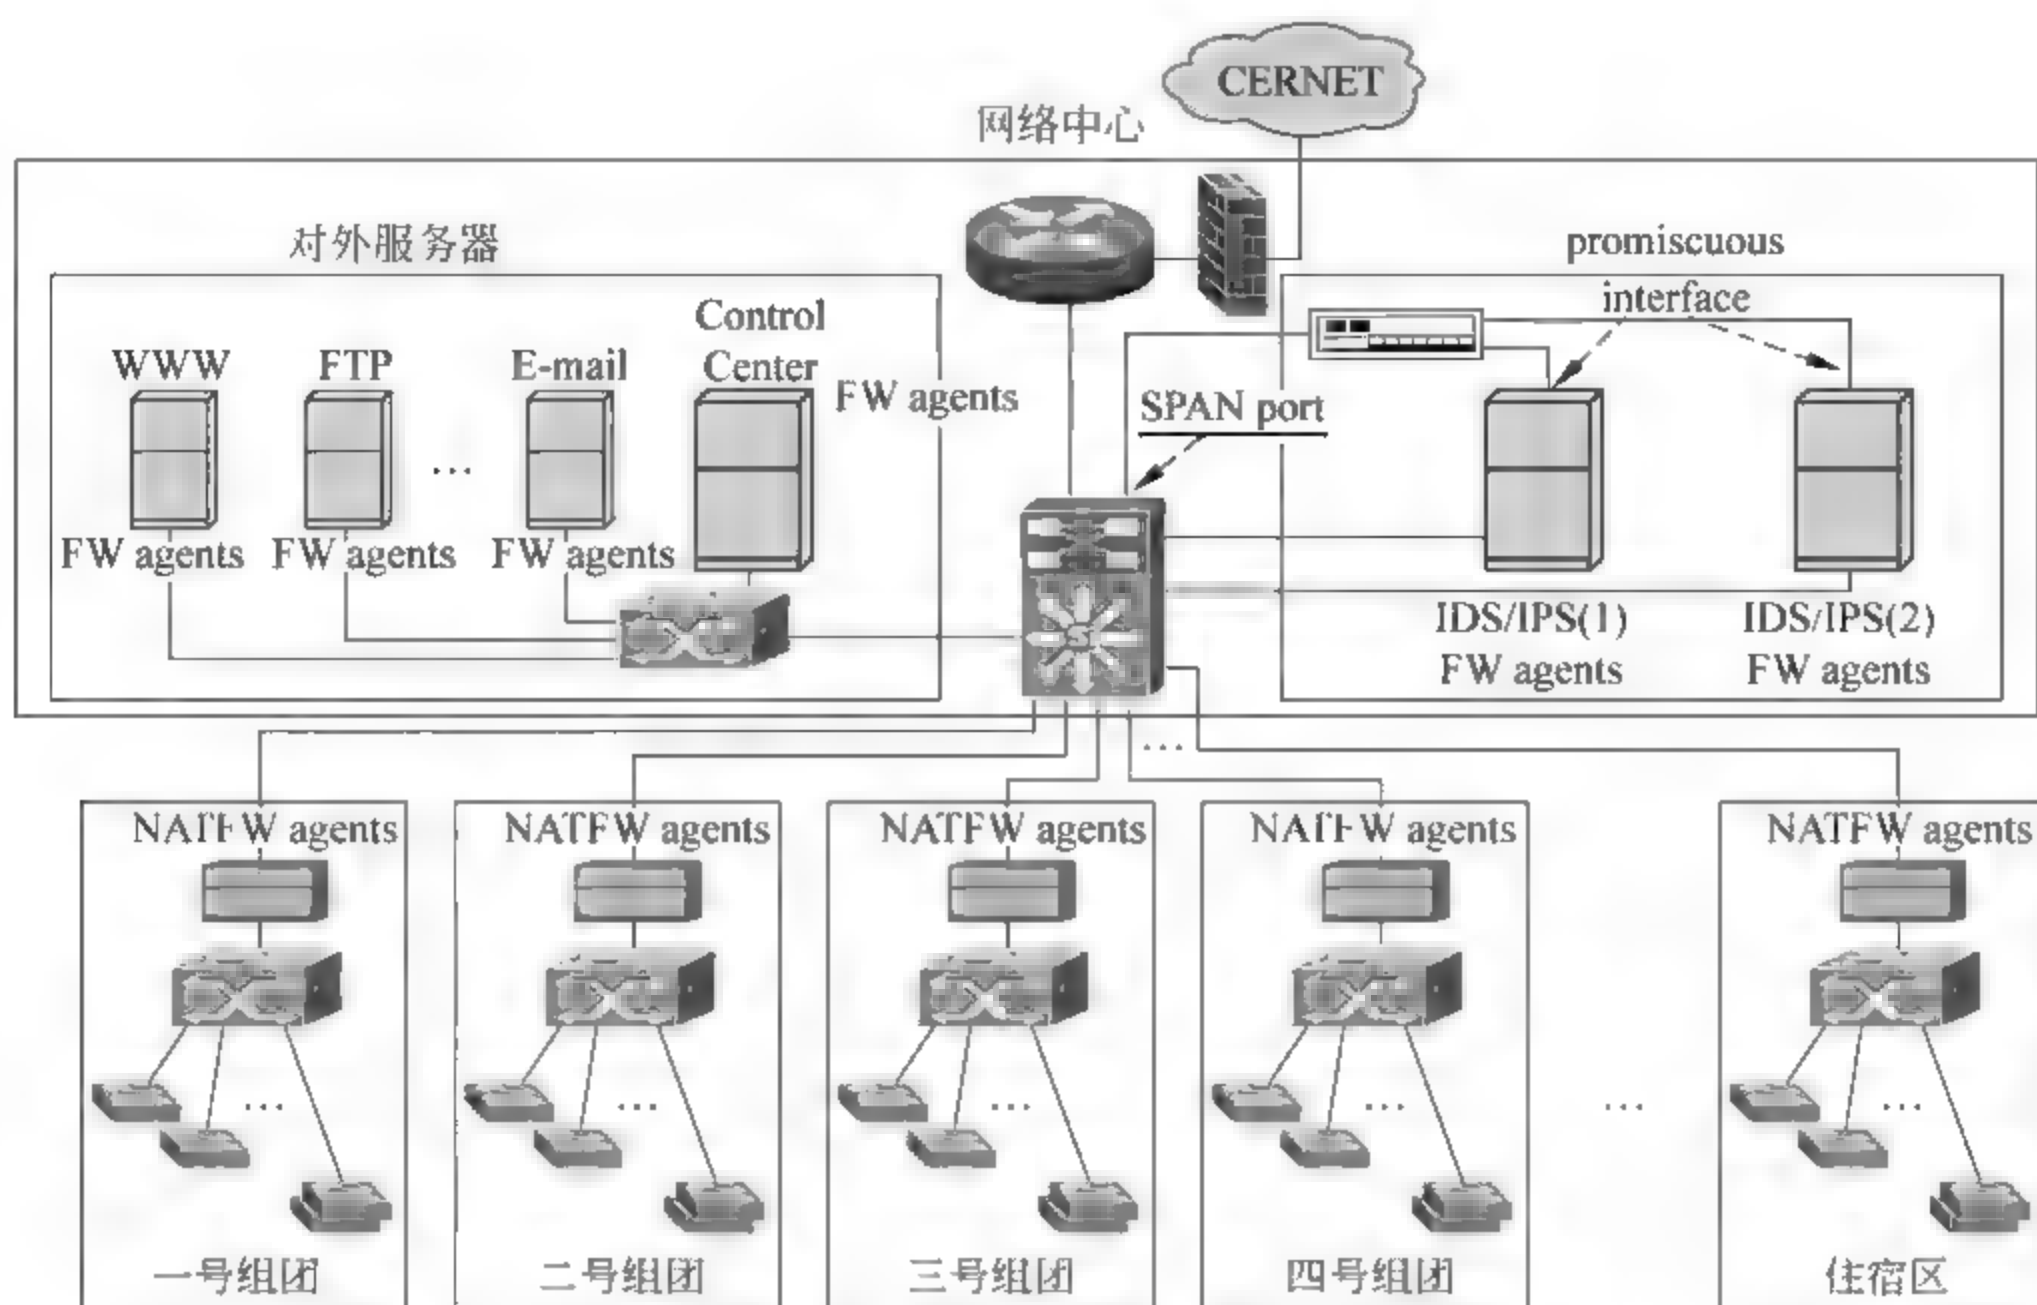 CERNET
网络中心
对外服务器
promiscuous
interface
Control
Center
WWW
FTP
E-mail
FW agents
SPAN port
...
FW agents
FW agents
FW agents
IDS/IPS(1)
FW agents
IDS/IPS(2)
FW agents
...
NATFW agents
NATFW agents
NATFW agents
NATFW agents
NATFW agents
...
...
...
...
...
...
一号组团
二号组团
三号组团
四号组团
住宿区